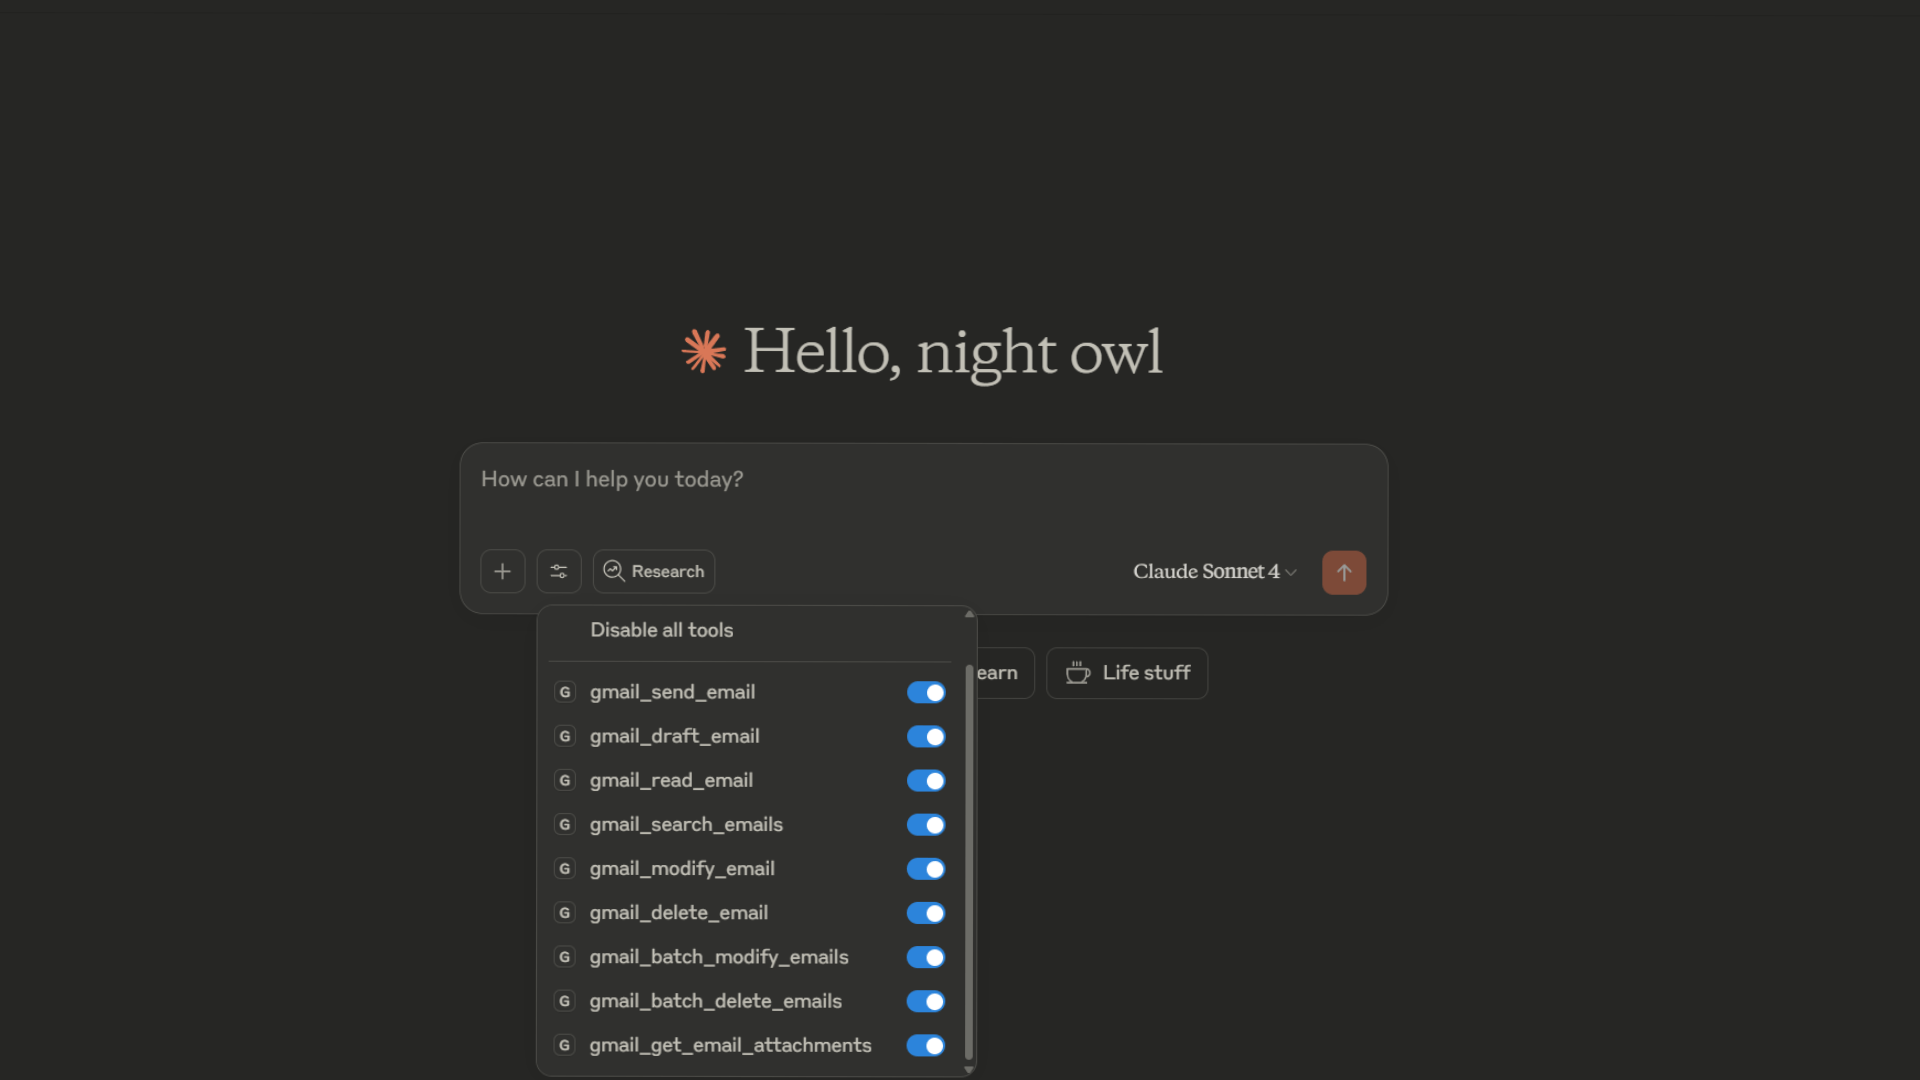 Hello, night owl
How can I help you today?
Research
Claude Sonnet 4
Disable all tools
G gmail_send_email
G gmail_draft_email
G gmail_read_email
G gmail_search_emails
G gmail_modify_email
G gmail_delete_email
G gmail_batch_modify_emails
G gmail_batch_delete_emails
G gmail_get_email_attachments
earn
Life stuff